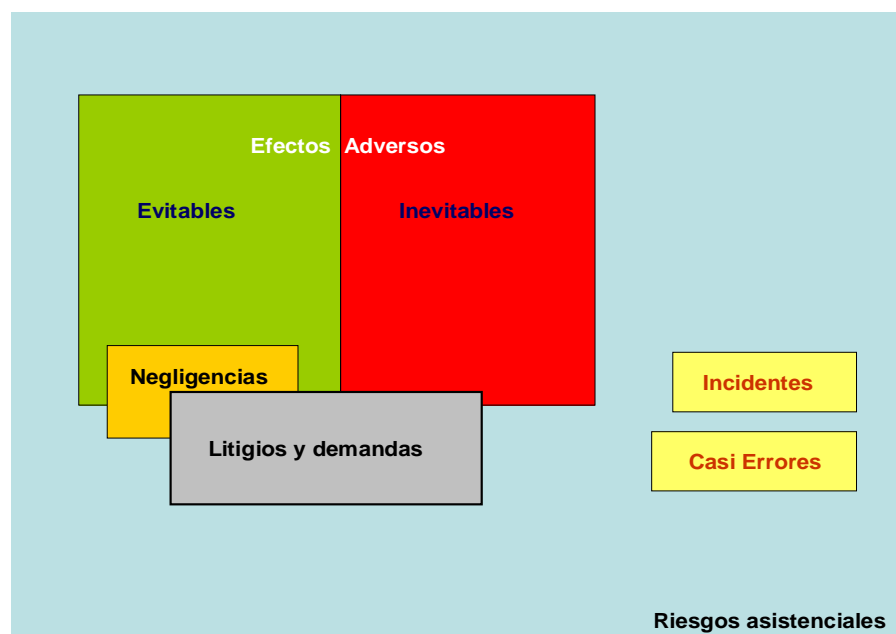 Efectos Adversos
Evitables
Inevitables
Negligencias
Incidentes
Litigios y demandas
Casi Errores
Riesgos asistenciales